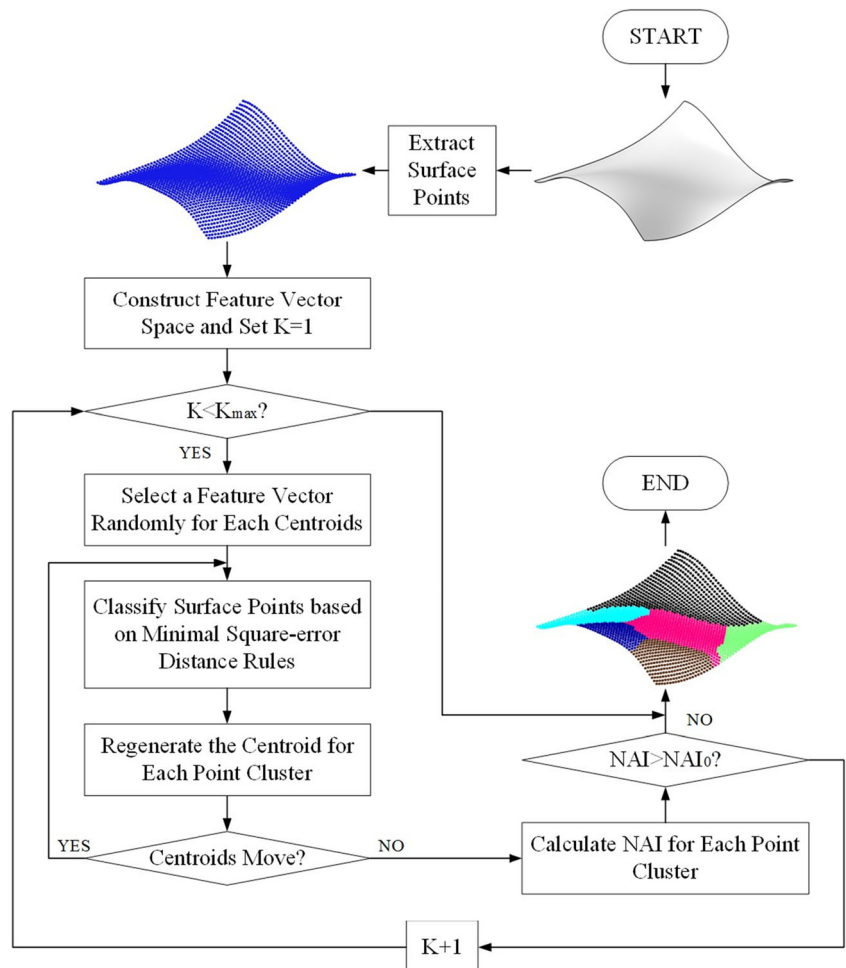 START
Extract
Surface
Points
Construct Feature Vector
Space and Set K=1
K<Kmax?
YES
Select a Feature Vector
Randomly for Each Centroids
END
Classify Surface Points based
on Minimal Square-error
Distance Rules
Regenerate the Centroid for
Each Point Cluster
NO
NAI>NAI0?
YES
Centroids Move?
NO
Calculate NAI for Each Point
Cluster
K+1